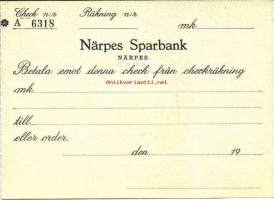 Check n:r Räkning n:r
A 6318 mk
Närpes Sparbank
NÄRPES
Betala emot denna check från checkräkning
Antikvariaatti.net
mk
till
eller order.
den 19